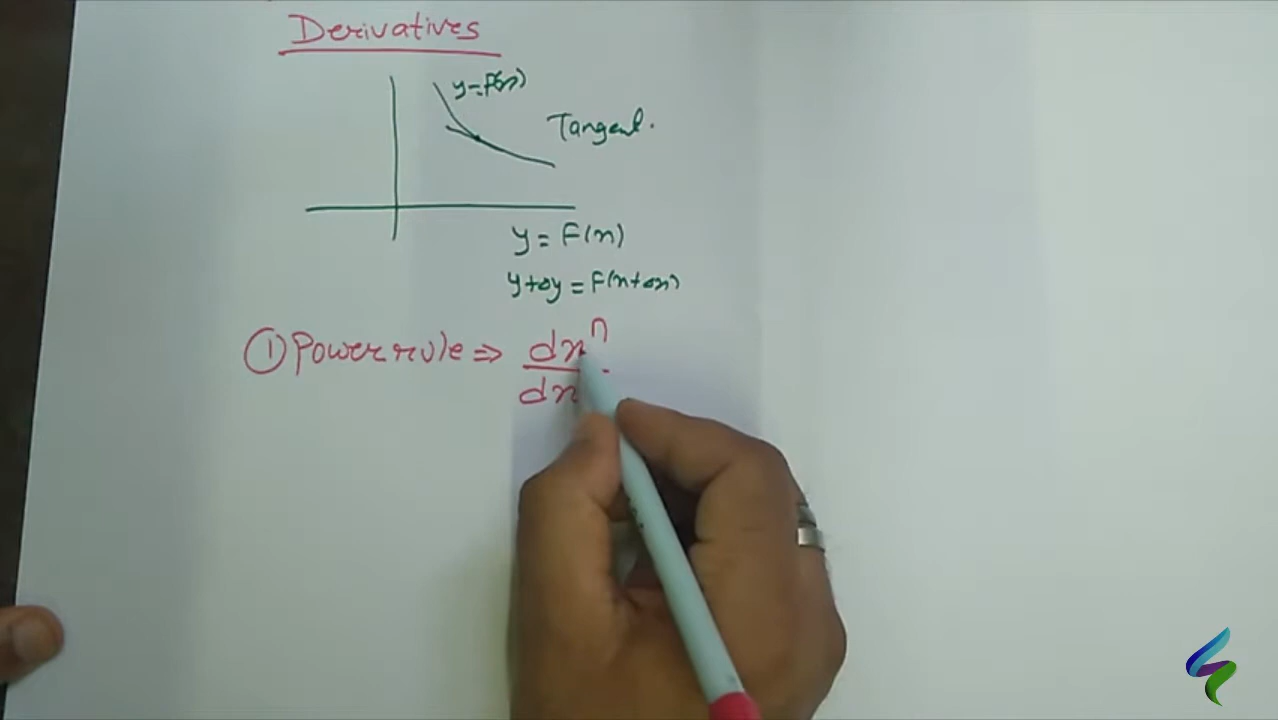 Derivatives
y=f(x)
Tangent.
y = f(x)
y+Δy = f(x+Δx)
① Power rule ⇒ dxⁿ
dx